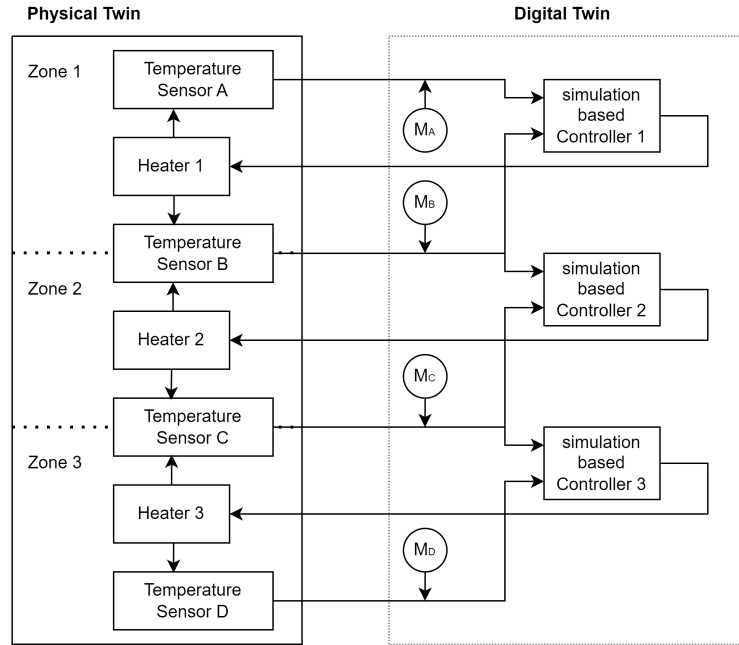 Physical Twin
Digital Twin
Zone 1
Temperature
Sensor A
simulation
based
Controller 1
MA
Heater 1
MB
Temperature
Sensor B
simulation
based
Controller 2
Zone 2
Heater 2
MC
Temperature
Sensor C
simulation
based
Controller 3
Zone 3
Heater 3
MD
Temperature
Sensor D